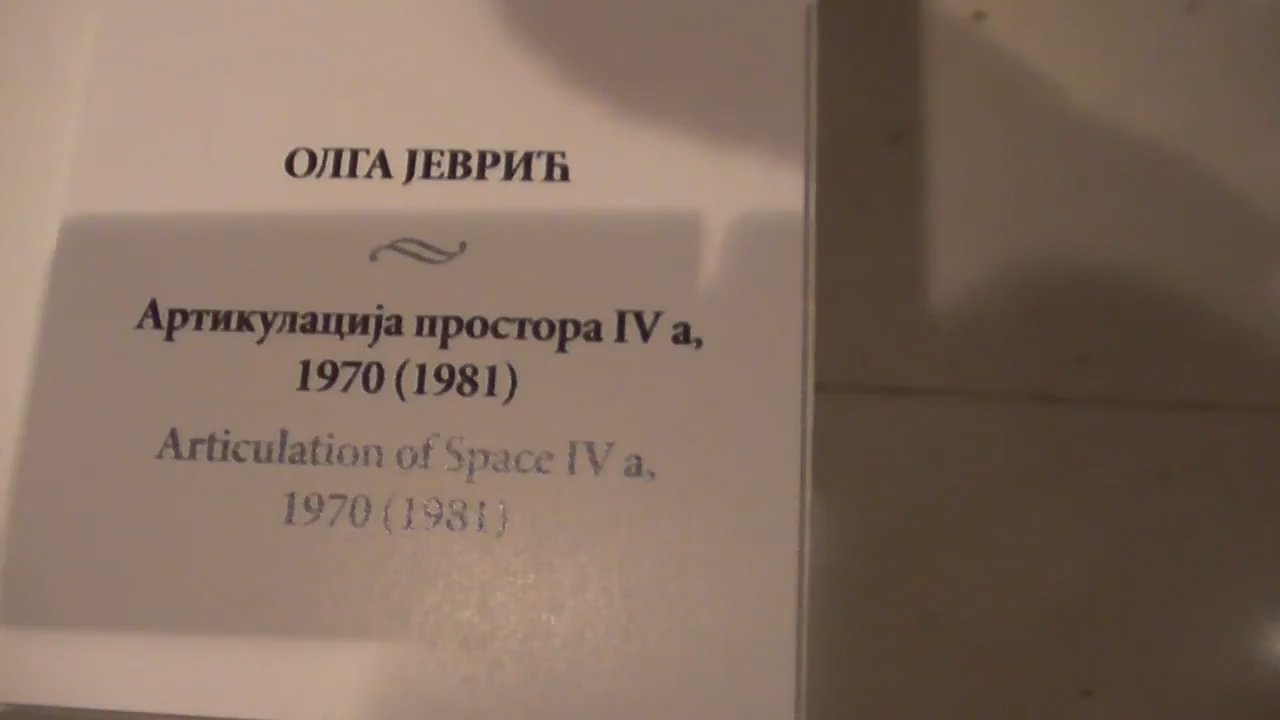 ОЛГА ЈЕВРИЋ
Артикулација простора IV а,
1970 (1981)
Articulation of Space IV a,
1970 (1981)